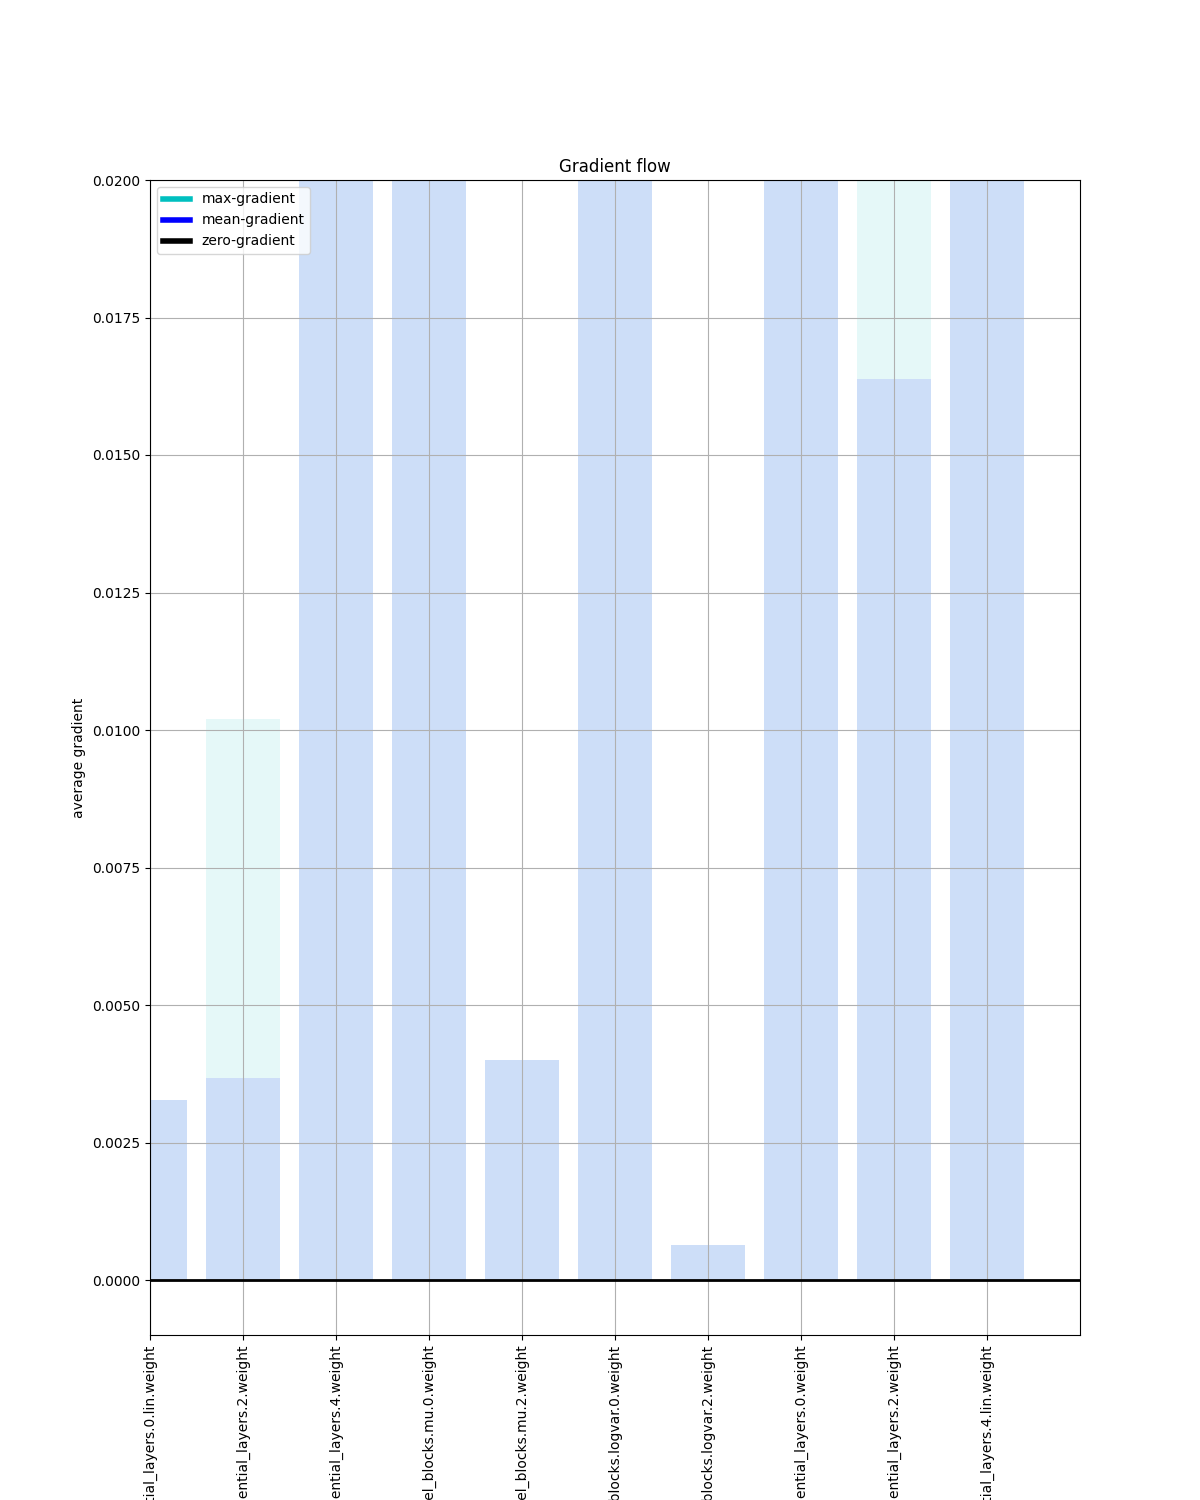 Gradient flow
max-gradient
mean-gradient
zero-gradient
0.0200
0.0175
0.0150
0.0125
0.0100
0.0075
0.0050
0.0025
0.0000
average gradient
tial_layers.0.lin.weight
ential_layers.2.weight
ential_layers.4.weight
el_blocks.mu.0.weight
el_blocks.mu.2.weight
blocks.logvar.0.weight
blocks.logvar.2.weight
ential_layers.0.weight
ential_layers.2.weight
tial_layers.4.lin.weight